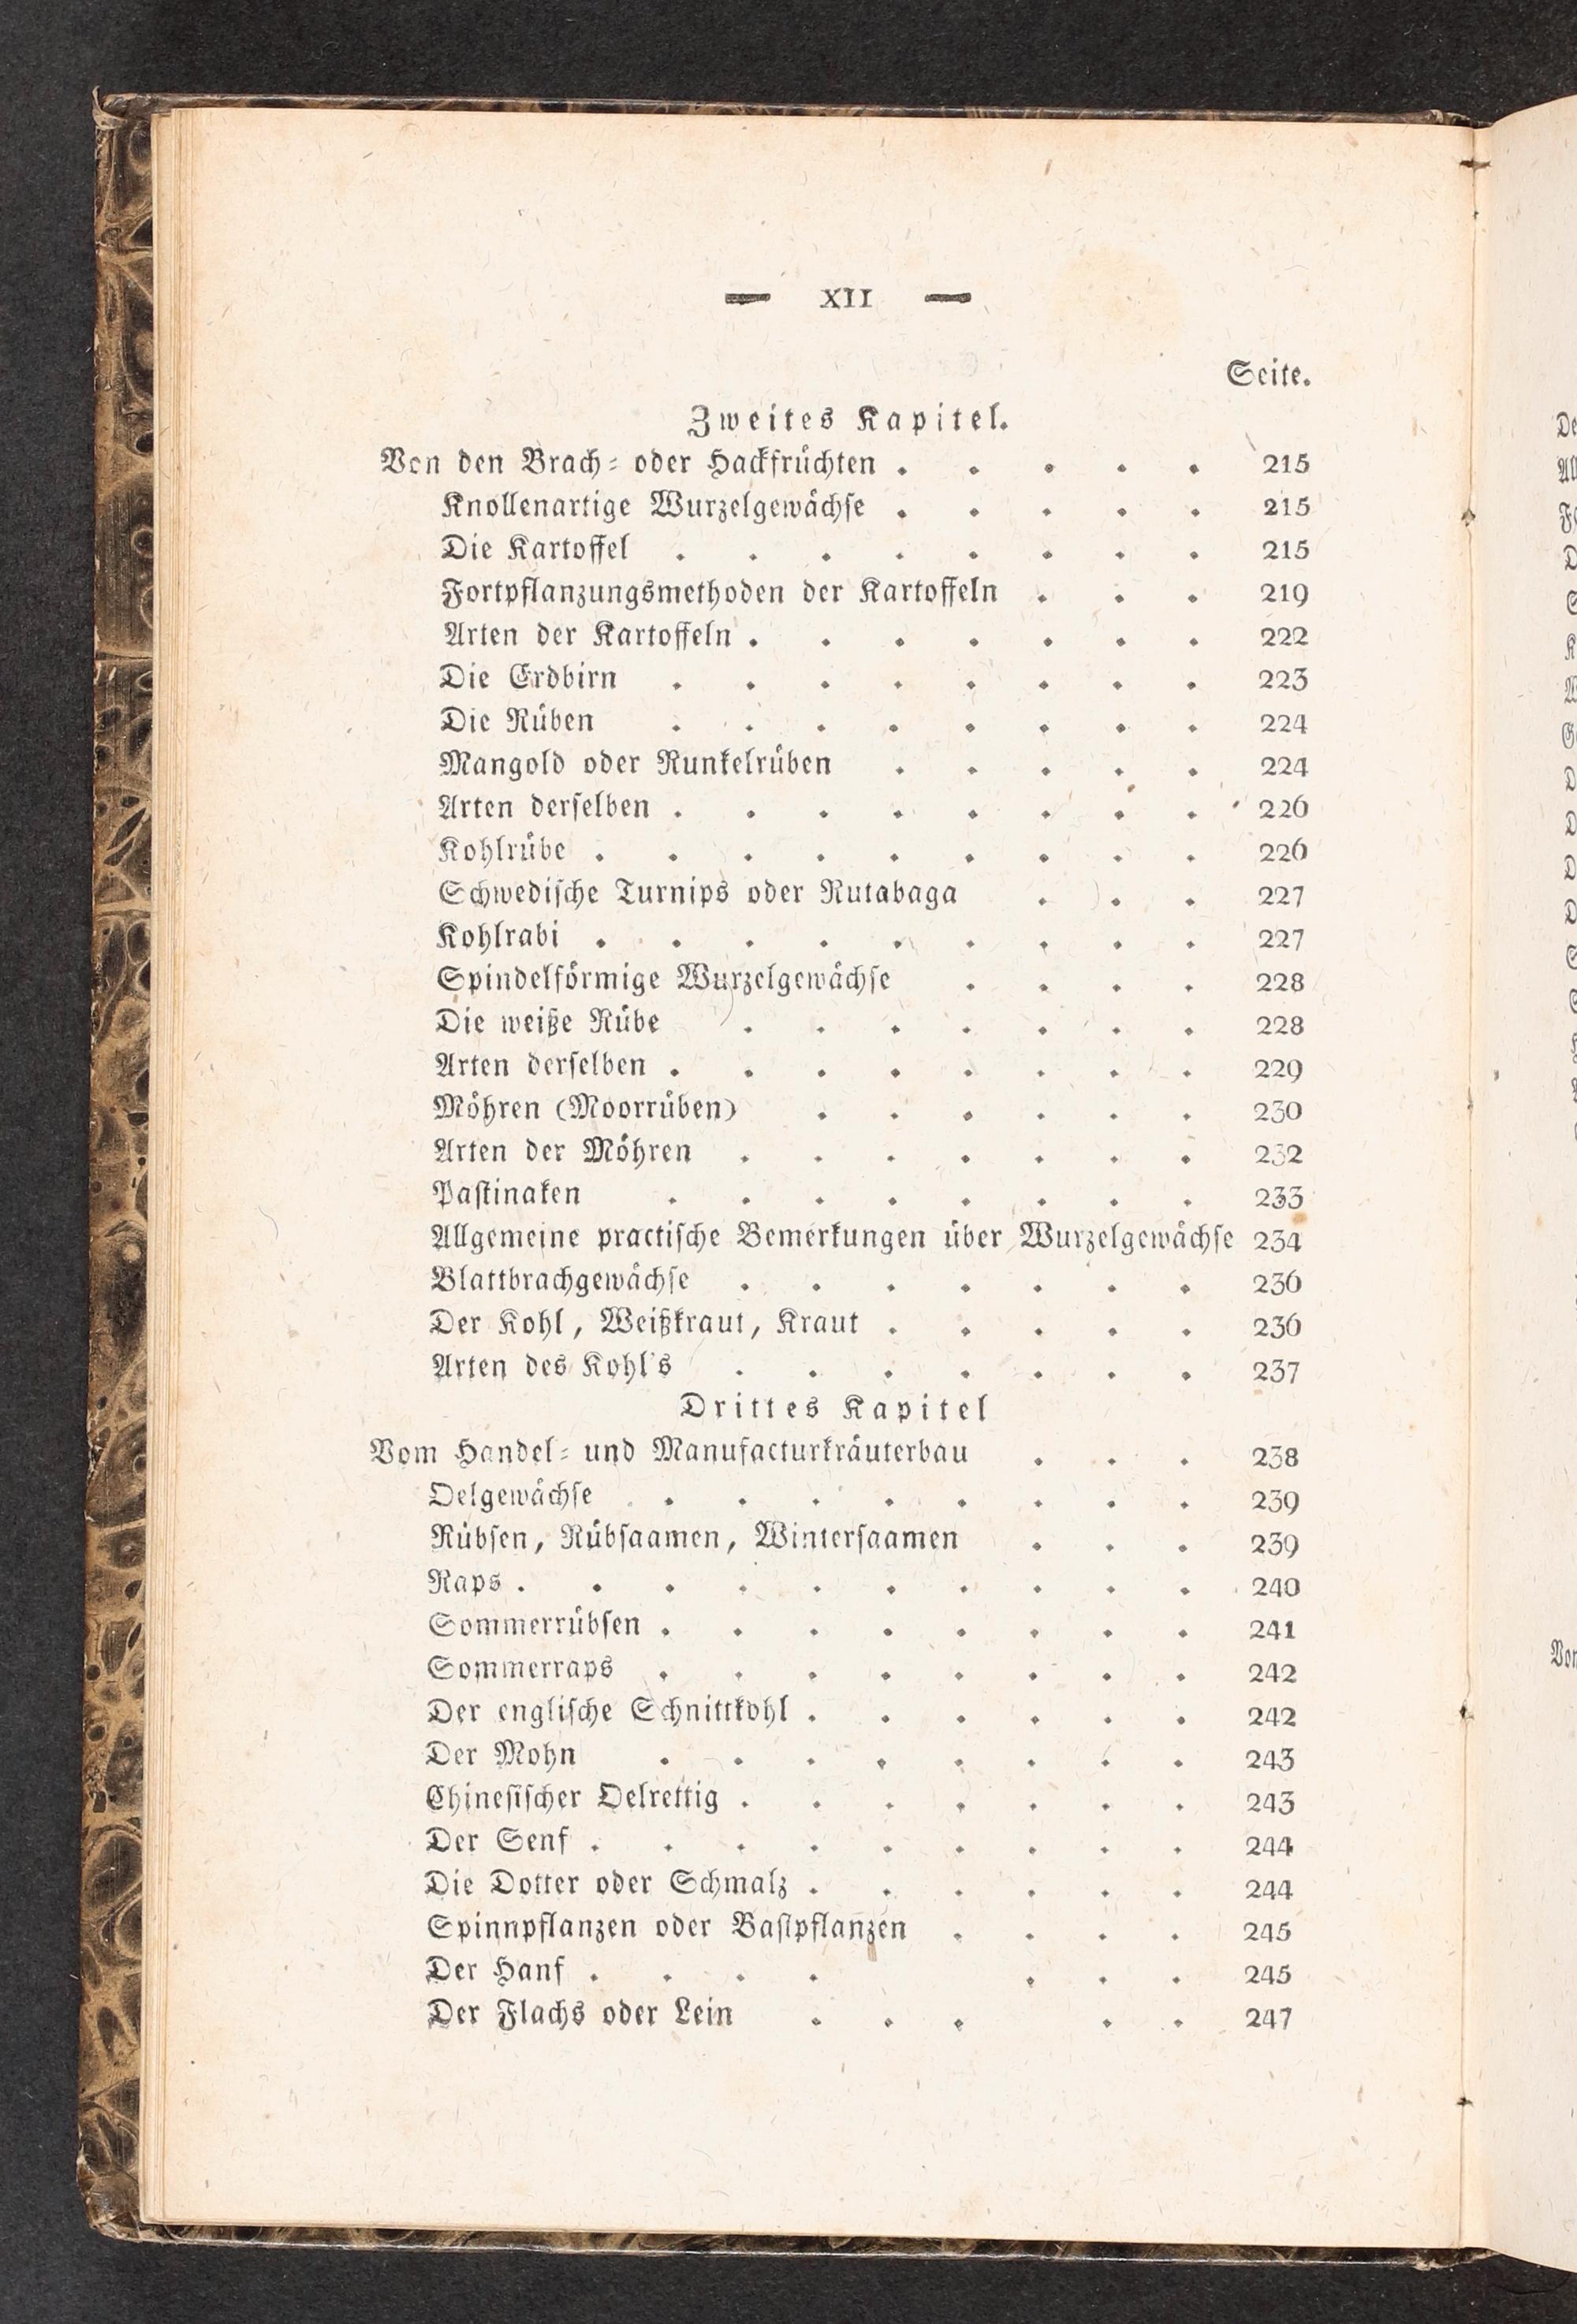 — XII —
Seite.
Zweites Kapitel.
Von den Brach- oder Hackfrüchten . . . . . 215
Knollenartige Wurzelgewächse . . . . . 215
Die Kartoffel . . . . . . . . 215
Fortpflanzungsmethoden der Kartoffeln . . . 219
Arten der Kartoffeln . . . . . . . 222
Die Erdbirn . . . . . . . . 223
Die Rüben . . . . . . . . 224
Mangold oder Runkelrüben . . . . . 224
Arten derſelben . . . . . . . . 226
Kohlrübe . . . . . . . . . 226
Schwediſche Turnips oder Rutabaga . . . 227
Kohlrabi . . . . . . . . . 227
Spindelförmige Wurzelgewächſe . . . . 228
Die weiße Rübe . . . . . . . 228
Arten derſelben . . . . . . . . 229
Möhren (Moorrüben) . . . . . . 230
Arten der Möhren . . . . . . . 232
Paſtinaken . . . . . . . . 233
Allgemeine practiſche Bemerkungen über Wurzelgewächſe 234
Blattbrachgewächſe . . . . . . . 236
Der Kohl, Weißkraut, Kraut . . . . . 236
Arten des Kohl's . . . . . . . 237
Drittes Kapitel
Vom Handel- und Manufacturkräuterbau . . . 238
Oelgewächſe . . . . . . . . 239
Rübſen, Rübſaamen, Winterſaamen . . . 239
Raps . . . . . . . . . . 240
Sommerrübſen . . . . . . . . 241
Sommerraps . . . . . . . . 242
Der engliſche Schnittkohl . . . . . . 242
Der Mohn . . . . . . . . 243
Chineſiſcher Oelrettig . . . . . . . 243
Der Senf . . . . . . . . . 244
Die Dotter oder Schmalz . . . . . . 244
Spinnpflanzen oder Baſtpflanzen . . . . 245
Der Hanf . . . . . . . 245
Der Flachs oder Lein . . . . . 247